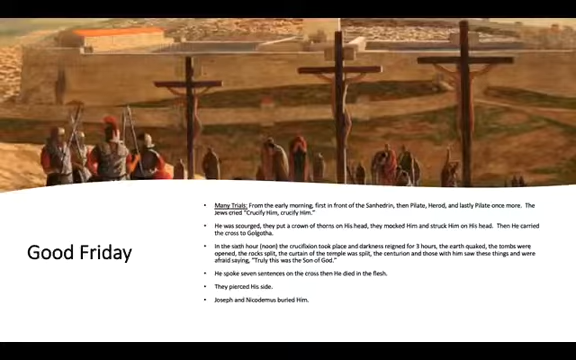 Good Friday
• Many Trials: From the early morning, first in front of the Sanhedrin, then Pilate, Herod, and lastly Pilate once more. The
Jews cried "Crucify Him, crucify Him."
• He was scourged, they put a crown of thorns on His head, they mocked Him and struck Him on His head. Then He carried
the cross to Golgotha.
• In the sixth hour (noon) the crucifixion took place and darkness reigned for 3 hours, the earth quaked, the tombs were
opened, the rocks split, the curtain of the temple was split, the centurion and those with him saw these things and were
afraid saying, "Truly this was the Son of God."
• He spoke seven sentences on the cross then He died in the flesh.
• They pierced His side.
• Joseph and Nicodemus buried Him.